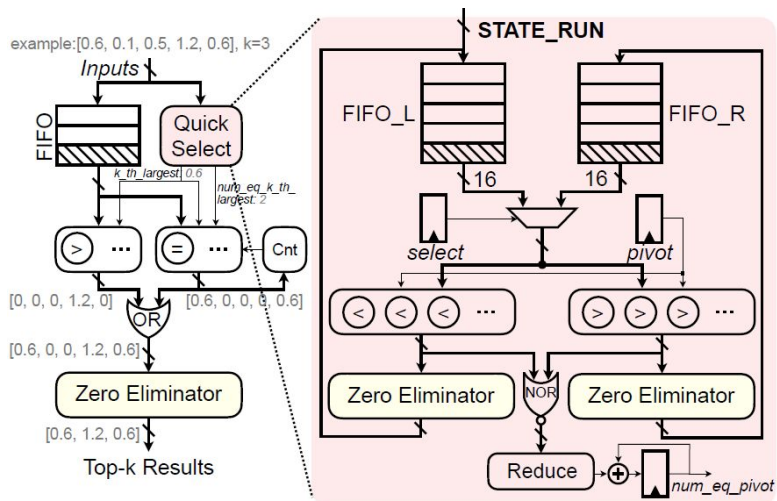 example:[0.6, 0.1, 0.5, 1.2, 0.6], k=3
Inputs
FIFO
Quick
Select
k_th_largest: 0.6
num_eq_k_th_
largest: 2
>
...
=
...
Cnt
[0, 0, 0, 1.2, 0]
[0.6, 0, 0, 0, 0.6]
OR
[0.6, 0, 0, 1.2, 0.6]
Zero Eliminator
[0.6, 1.2, 0.6]
Top-k Results
STATE_RUN
FIFO_L
FIFO_R
16
16
select
pivot
< < < ...
> > > ...
Zero Eliminator
NOR
Zero Eliminator
Reduce
+
num_eq_pivot